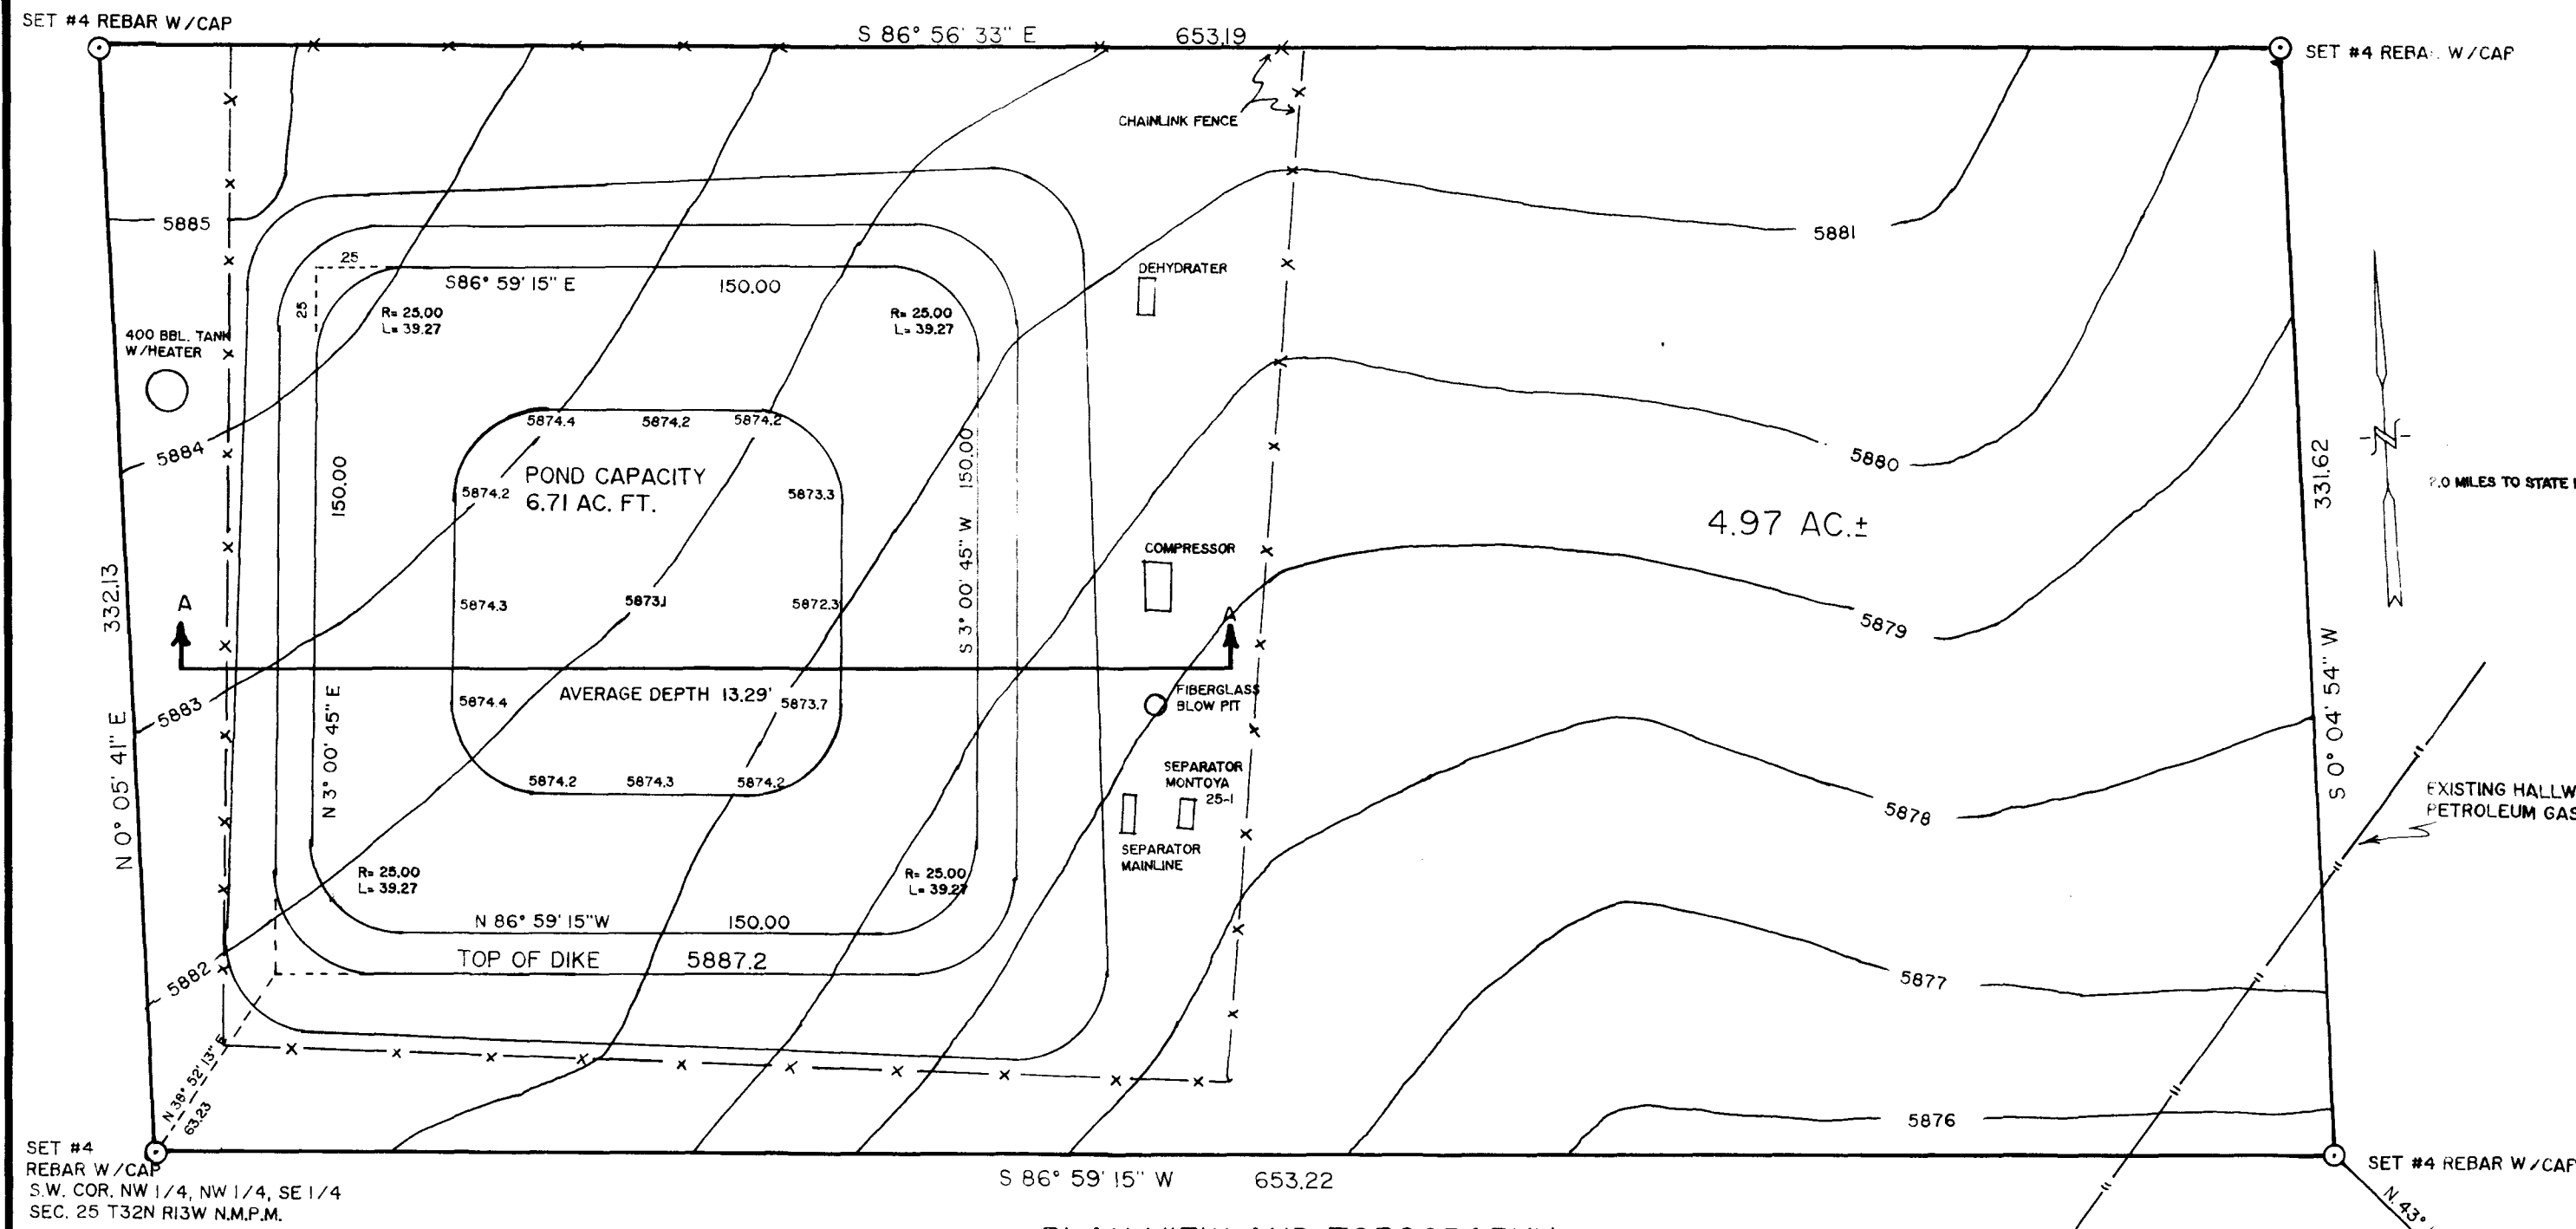 SET #4 REBAR W/CAP
S 86° 56' 33" E 653.19
SET #4 W/CAP
CHAINLINK FENCE
5885
5881
25
25
S86° 59' 15" E 150.00
DEHYDRATER
R= 25.00
L= 39.27
R= 25.00
L= 39.27
400 BBL. TANK
W/HEATER
5884
5874.4 5874.2 5874.2
5880
331.62
150.00
S 3° 00' 45" W 150.00
POND CAPACITY
6.71 AC. FT.
5874.2
5873.3
MILES TO STATE
4.97 AC.±
COMPRESSOR
332.13
A
5874.3 5873.1 5872.3
A
5879
N 0° 05' 41" E
S 0° 04' 54" W
5883
N 3° 00' 45" E
5874.4
AVERAGE DEPTH 13.29'
5873.7
FIBERGLASS
BLOW PIT
SEPARATOR
MONTOYA
25-1
5874.2 5874.3 5874.2
5878
EXISTING
PETROLEUM GAS
SEPARATOR
MAINLINE
R= 25.00
L= 39.27
R= 25.00
L= 39.27
N 86° 59' 15" W 150.00
TOP OF DIKE 5887.2
5882
5877
N 38° 52' 13" E
63.23
5876
SET #4
REBAR W/CAP
S.W. COR. NW 1/4, NW 1/4, SE 1/4
SEC. 25 T32N R13W N.M.P.M.
S 86° 59' 15" W 653.22
SET #4 REBAR W/CAP
N. 43°